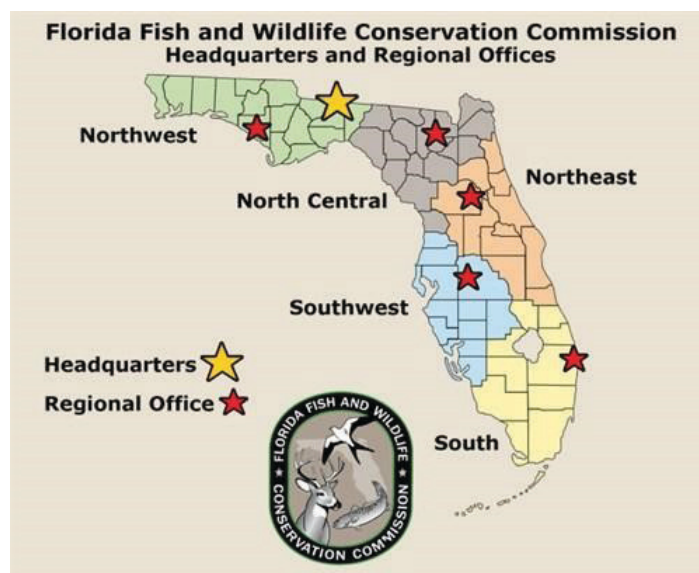 Florida Fish and Wildlife Conservation Commission
Headquarters and Regional Offices
Northwest
Northeast
North Central
Southwest
Headquarters
Regional Office
South
FLORIDA FISH AND WILDLIFE
CONSERVATION COMMISSION